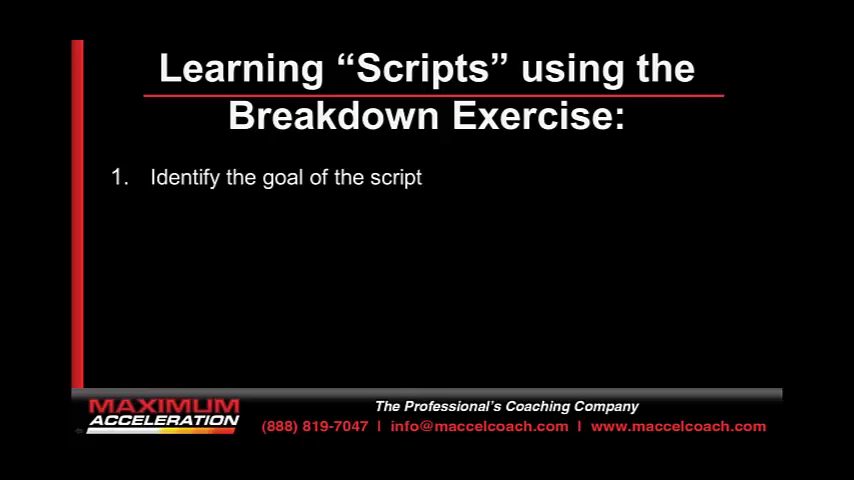 Learning “Scripts” using the
Breakdown Exercise:
1. Identify the goal of the script
MAXIMUM
ACCELERATION
The Professional's Coaching Company
(888) 819-7047 | info@maccelcoach.com | www.maccelcoach.com